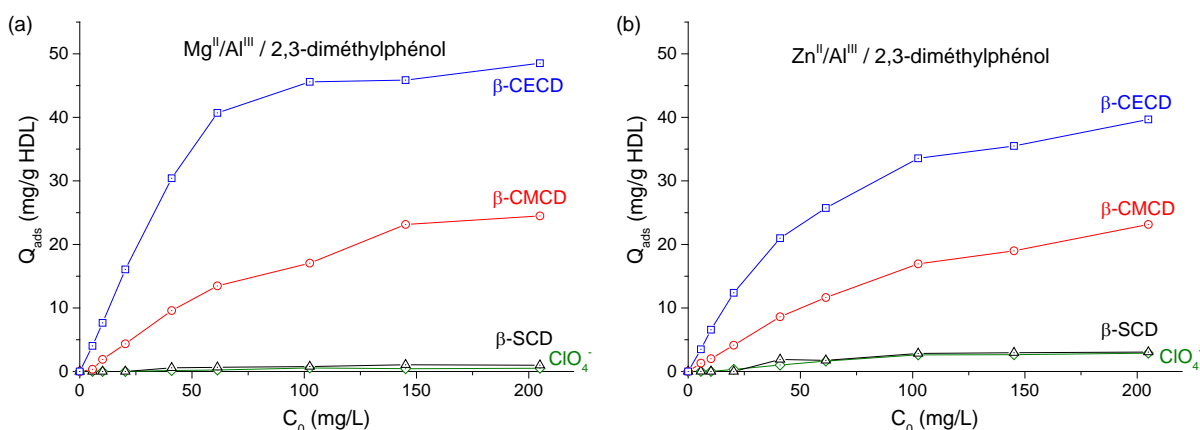 (a)
Mg^II/Al^III / 2,3-diméthylphénol
Q_ads (mg/g HDL)
50
40
30
20
10
0
β-CECD
β-CMCD
β-SCD
ClO4^-
0 50 100 150 200
C_0 (mg/L)
(b)
Zn^II/Al^III / 2,3-diméthylphénol
Q_ads (mg/g HDL)
50
40
30
20
10
0
β-CECD
β-CMCD
β-SCD
ClO4^-
0 50 100 150 200
C_0 (mg/L)